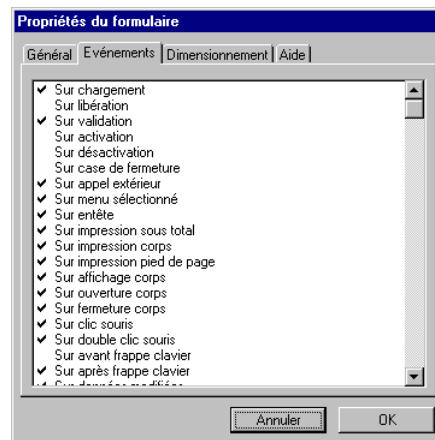 Propriétés du formulaire
Général Evénements Dimensionnement Aide
Sur chargement
Sur libération
Sur validation
Sur activation
Sur désactivation
Sur case de fermeture
Sur appel extérieur
Sur menu sélectionné
Sur entête
Sur impression sous total
Sur impression corps
Sur impression pied de page
Sur affichage corps
Sur ouverture corps
Sur fermeture corps
Sur clic souris
Sur double clic souris
Sur avant frappe clavier
Sur après frappe clavier
Sur données modifiées
Annuler OK